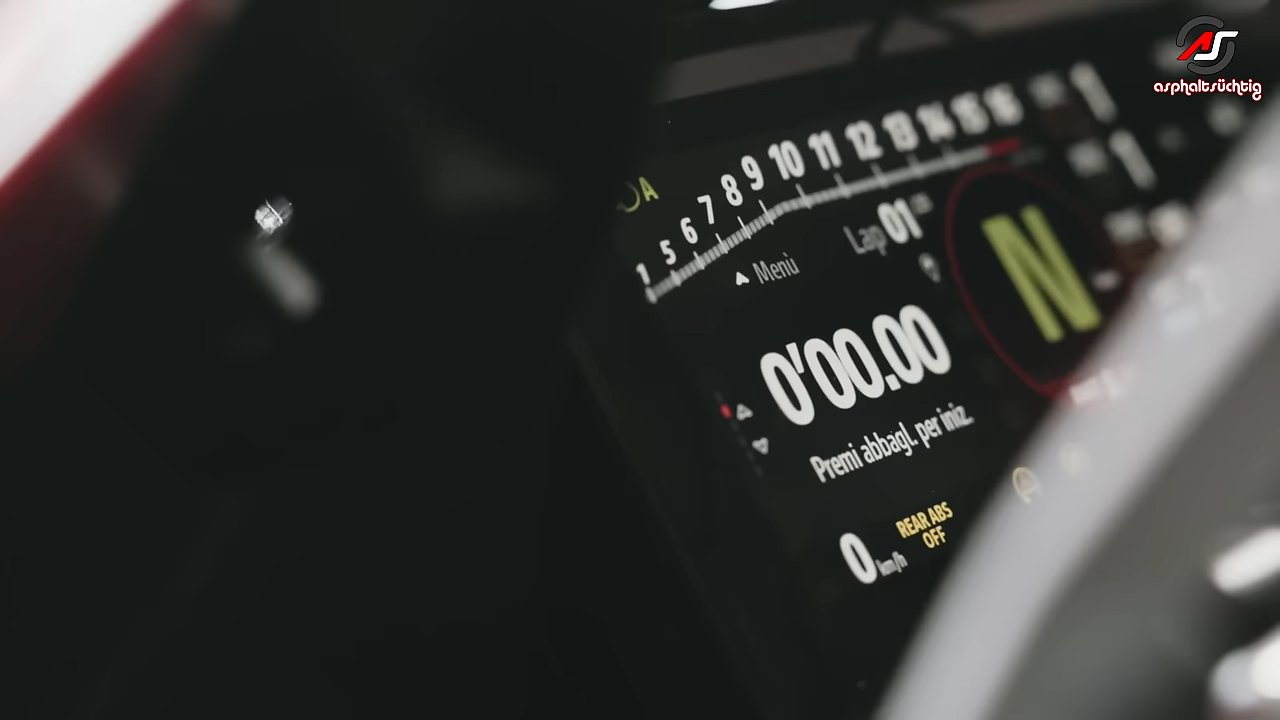 AS
asphaltsüchtig
A
1 5 6 7 8 9 10 11 12 13 14 15 16
Menù
Lap 01
N
0'00.00
Premi abbagl. per iniz.
REAR ABS
OFF
0 km/h